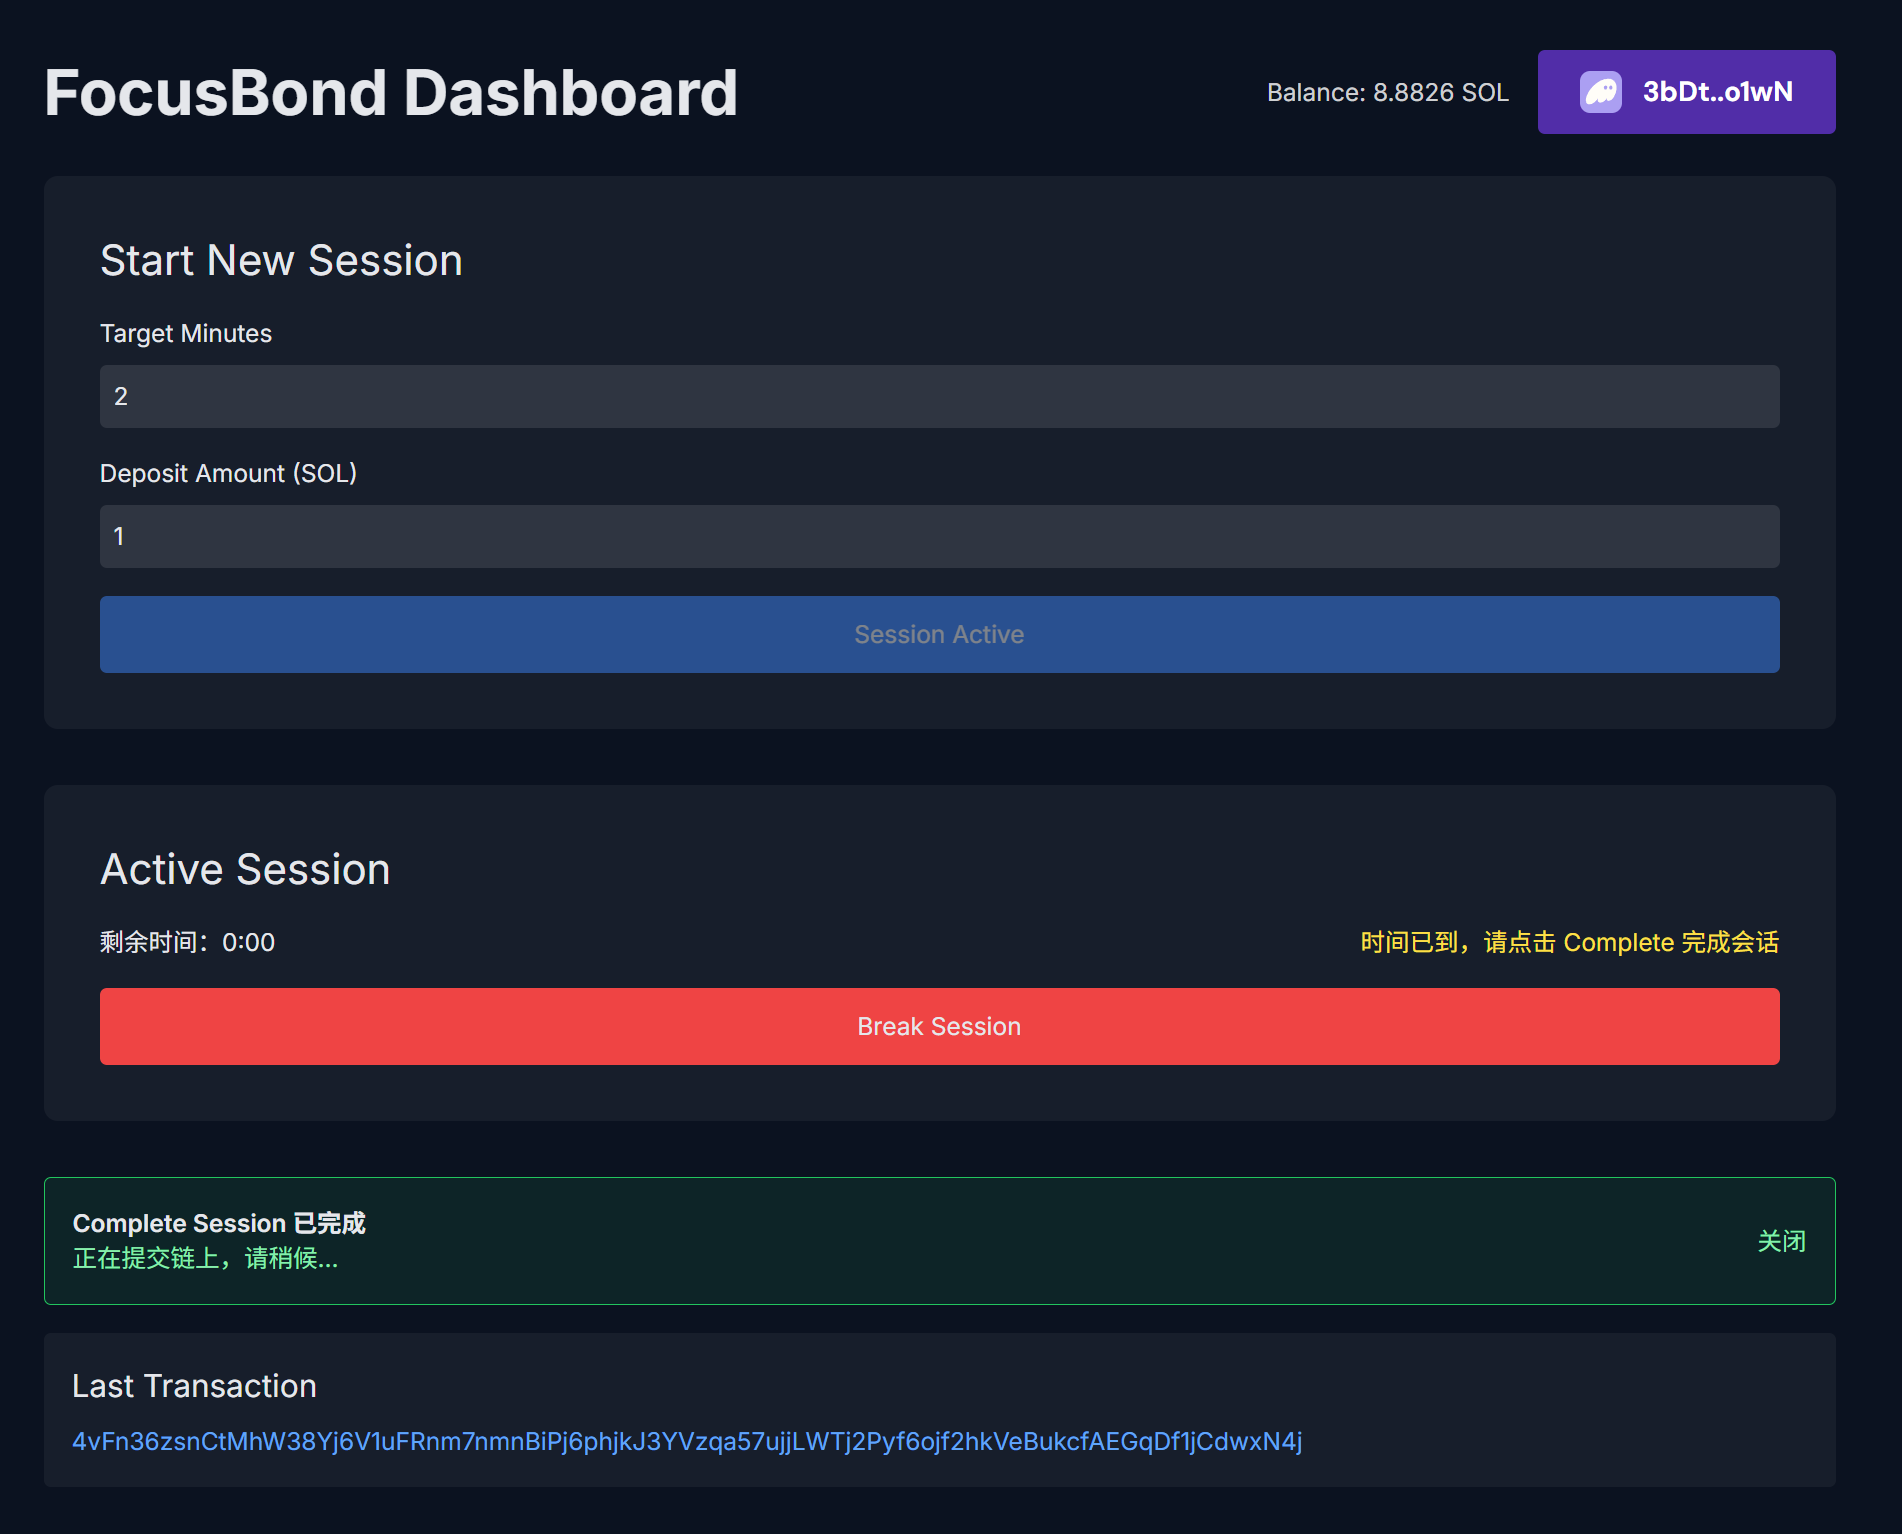 FocusBond Dashboard
Balance: 8.8826 SOL
3bDt..o1wN
Start New Session
Target Minutes
2
Deposit Amount (SOL)
1
Session Active
Active Session
剩余时间：0:00
时间已到，请点击 Complete 完成会话
Break Session
Complete Session 已完成
正在提交链上，请稍候...
关闭
Last Transaction
4vFn36zsnCtMhW38Yj6V1uFRnm7nmnBiPj6phjkJ3YVzqa57ujjLWTj2Pyf6ojf2hkVeBukcfAEGqDf1jCdwxN4j